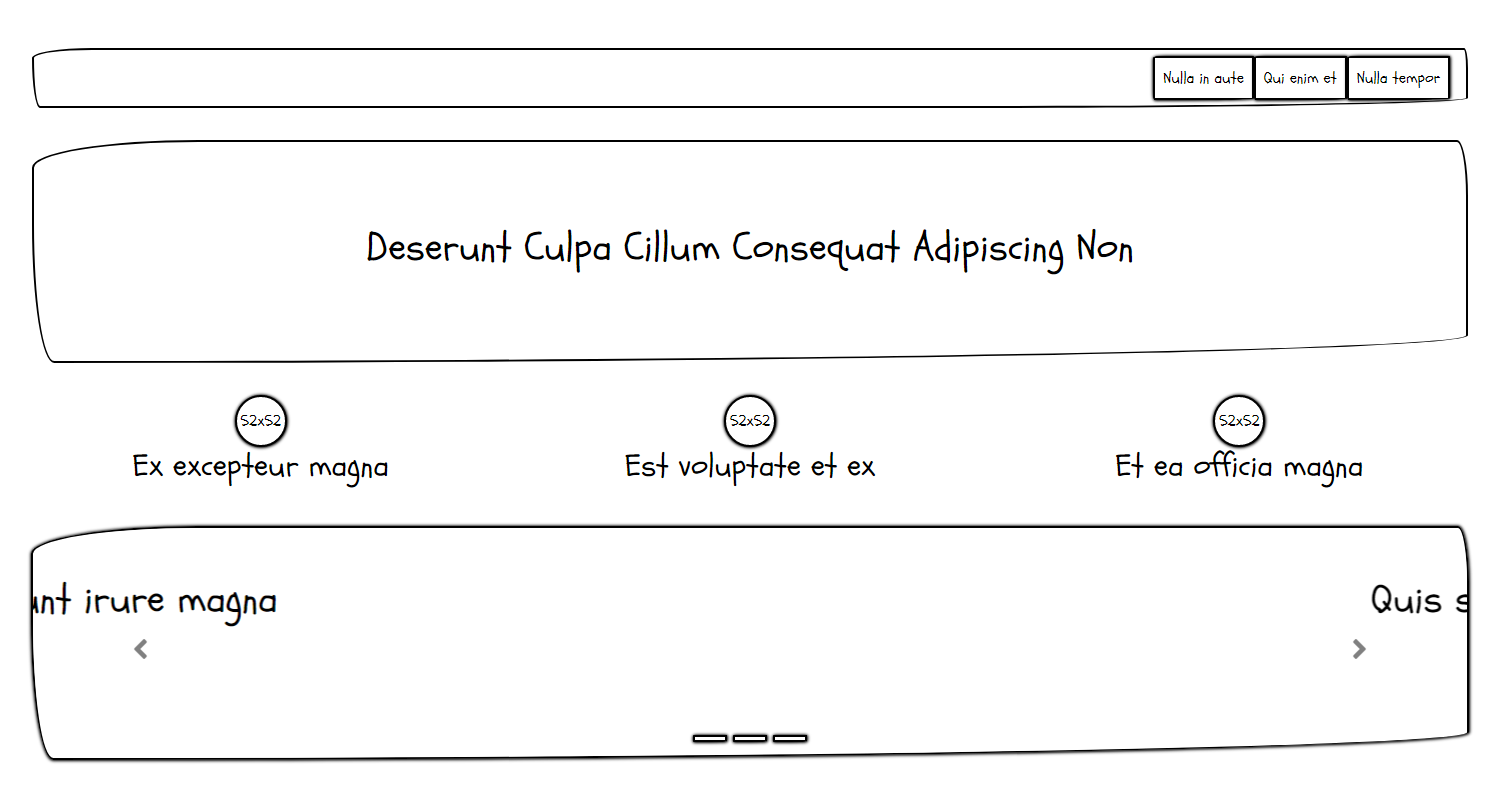 Nulla in aute Qui enim et Nulla tempor
Deserunt Culpa Cillum Consequat Adipiscing Non
52x52 52x52 52x52
Ex excepteur magna Est voluptate et ex Et ea officia magna
irure magna Quis